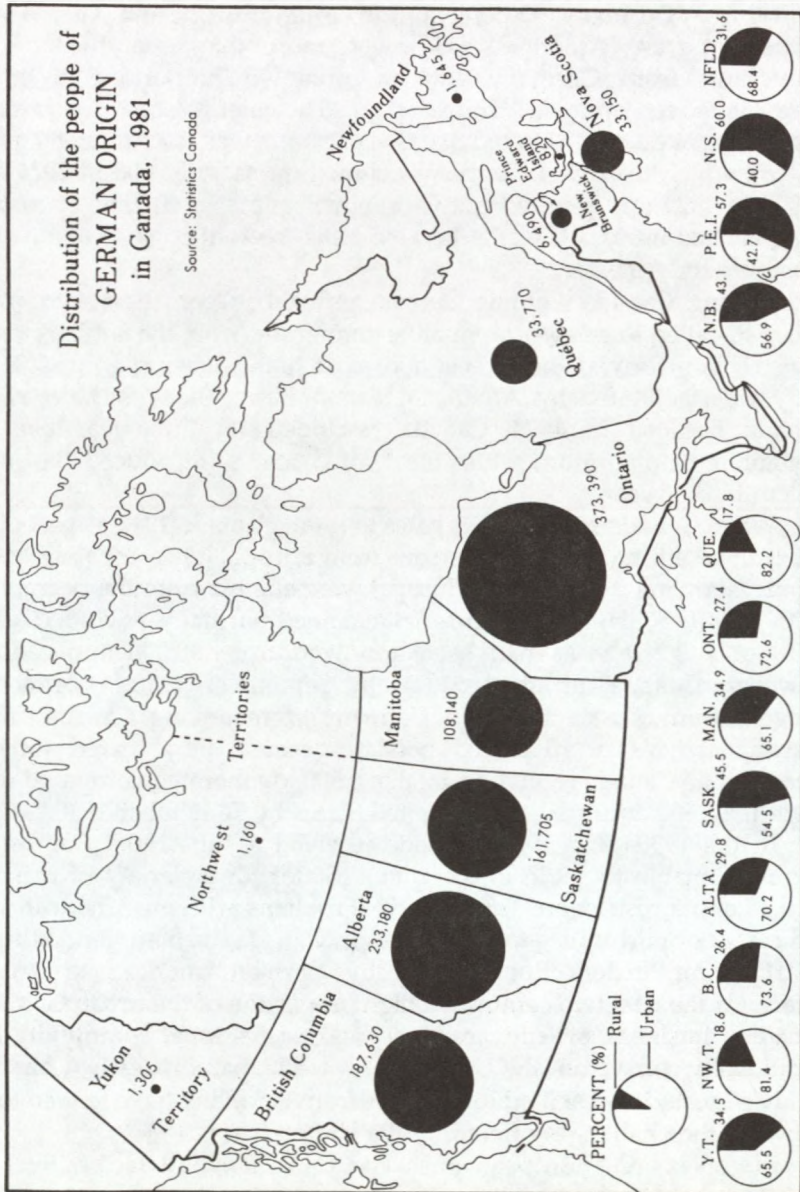 Distribution of the people of
GERMAN ORIGIN
in Canada, 1981
Source: Statistics Canada
Yukon
1,305
Territory
Northwest
Territories
1,160
British Columbia
187,630
Alberta
233,180
Saskatchewan
161,705
Manitoba
108,140
Ontario
373,390
Quebec
33,770
Newfoundland
1,645
Prince
Edward
Island
820
New
Brunswick
6,490
Nova Scotia
33,150
PERCENT (%)
Rural
Urban
Y.T. 34.5
65.5
N.W.T. 18.6
81.4
B.C. 26.4
73.6
ALTA. 29.8
70.2
SASK. 45.5
54.5
MAN. 34.9
65.1
ONT. 27.4
72.6
QUE. 17.8
82.2
N.B. 43.1
56.9
P.E.I. 57.3
42.7
N.S. 60.0
40.0
NFLD. 31.6
68.4